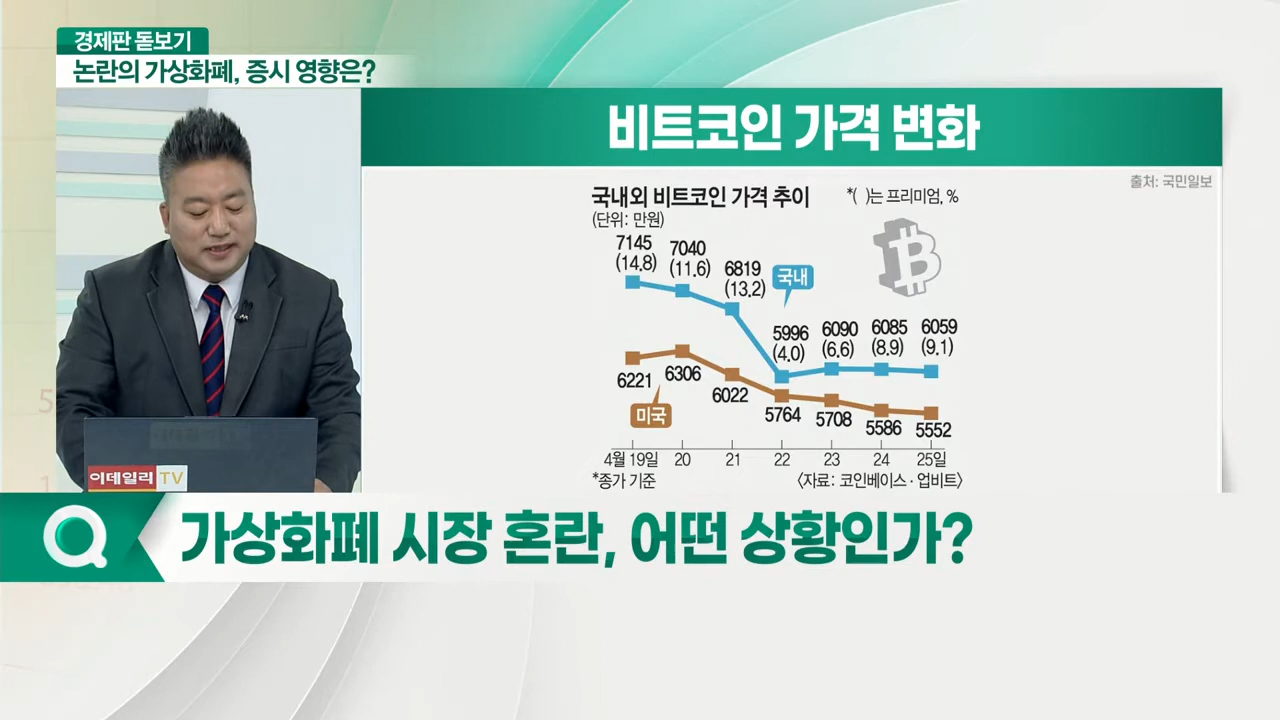 경제판 돋보기
논란의 가상화폐, 증시 영향은?
비트코인 가격 변화
출처: 국민일보
국내외 비트코인 가격 추이
*( )는 프리미엄, %
(단위: 만원)
7145
(14.8)
7040
(11.6)
6819
(13.2)
국내
5996
(4.0)
6090
(6.6)
6085
(8.9)
6059
(9.1)
6221
6306
6022
5764
5708
5586
5552
미국
4월 19일 20 21 22 23 24 25일
*종가 기준
〈자료: 코인베이스·업비트〉
이데일리 TV
가상화폐 시장 혼란, 어떤 상황인가?